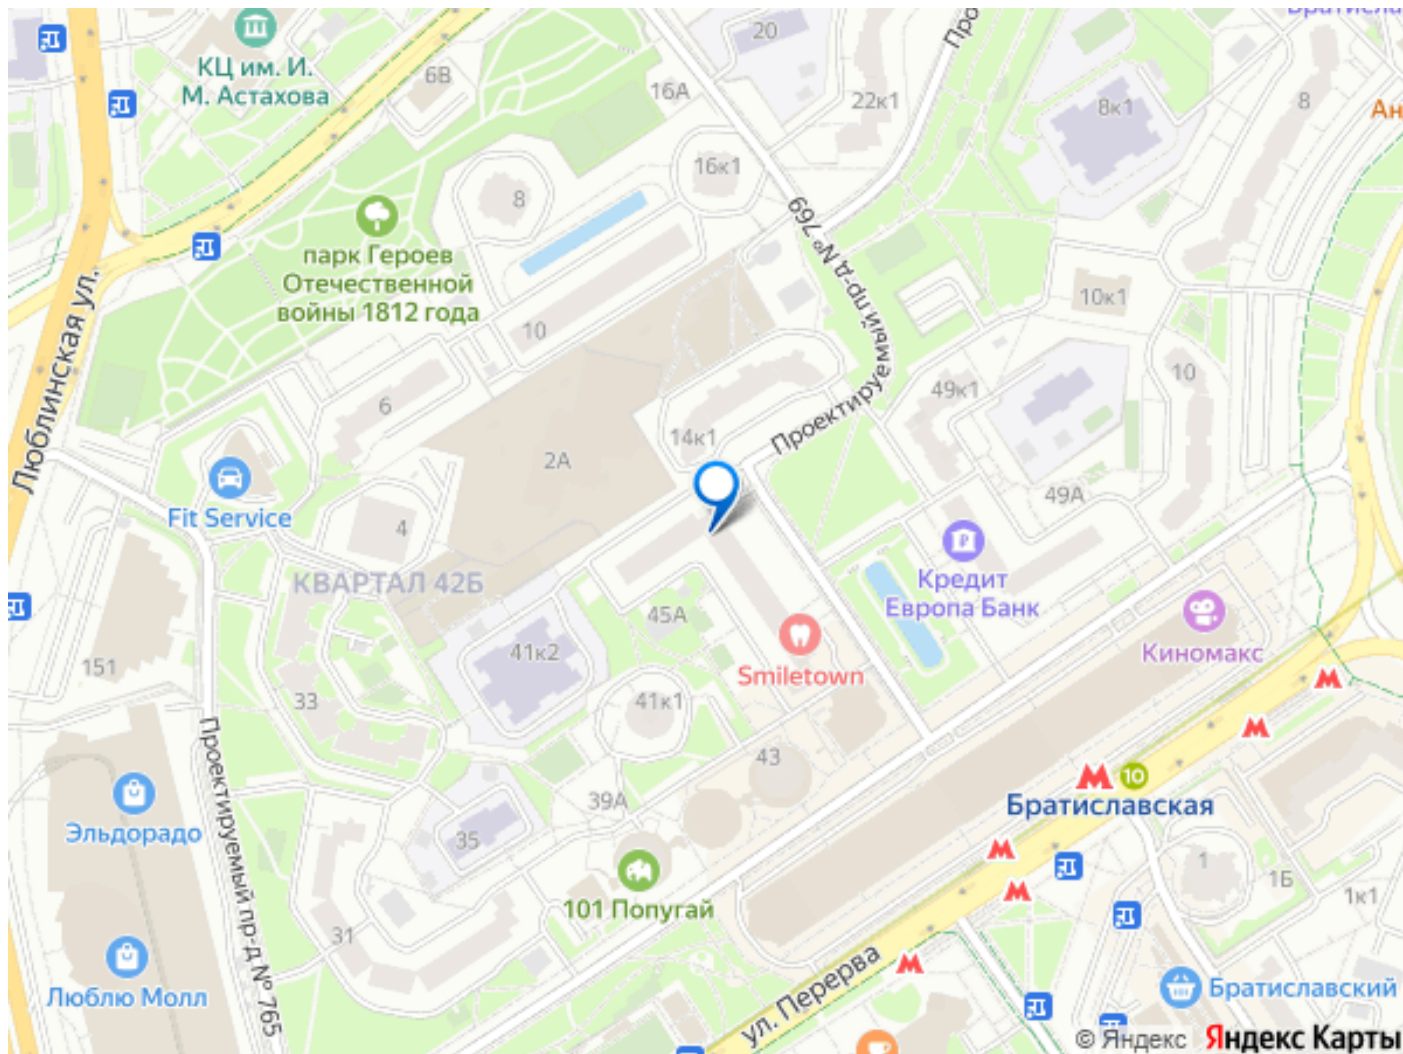 КЦ им. И.
М. Астахова
6В
20
16А
22к1
8к1
8
Ан
16к1
8
парк Героев
Отечественной
войны 1812 года
Проектируемый пр-д № 769
Люблинская ул.
10
10к1
6
14к1
49к1
10
2А
49А
Fit Service
4
КВАРТАЛ 42Б
Кредит
Европа Банк
45А
41к2
Smiletown
Киномакс
151
33
41к1
43
10
Братиславская
39А
Эльдорадо
35
Проектируемый пр-д № 765
101 Попугай
1
1Б
1к1
31
ул. Перерва
Люблю Молл
Братиславский
© Яндекс Яндекс Карты